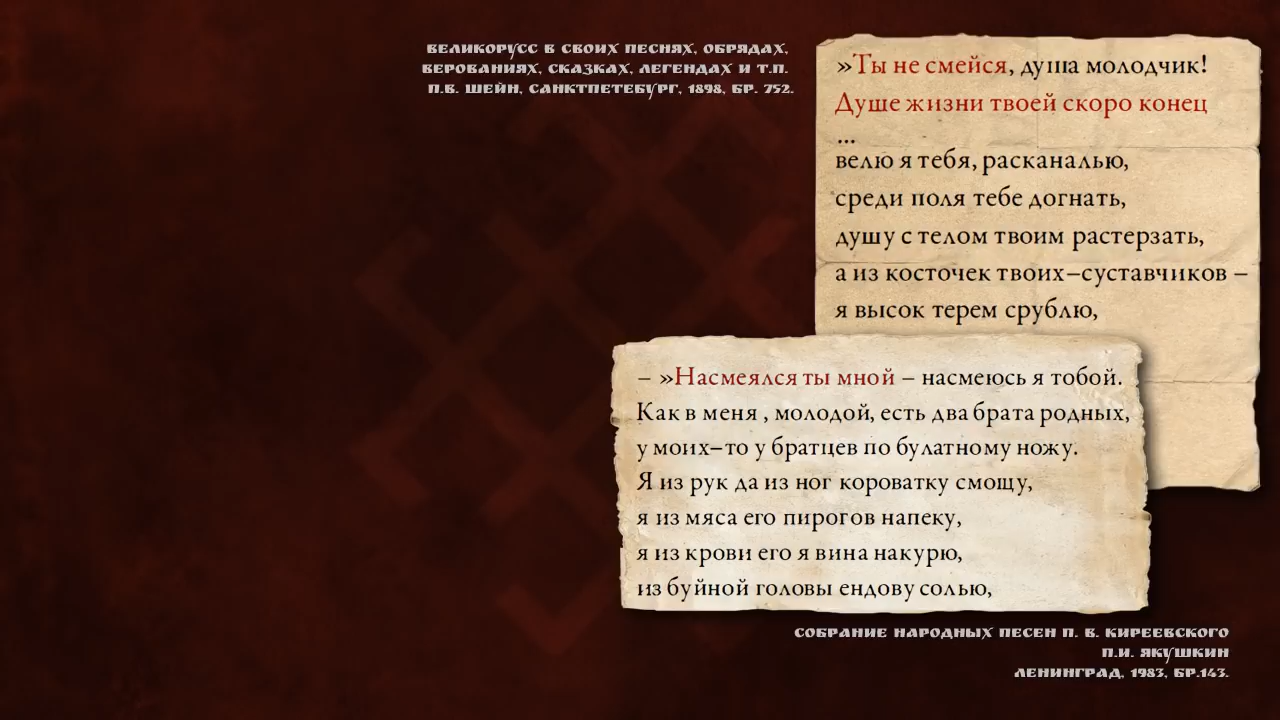 ВЕЛИКОРУСС В СВОИХ ПЕСНЯХ, ОБРЯДАХ,
ВЕРОВАНИЯХ, СКАЗКАХ, ЛЕГЕНДАХ И Т.П.
П.В. ШЕЙН, САНКТПЕТЕБУРГ, 1898, БР. 752.
»Ты не смейся, душа молодчик!
Душе жизни твоей скоро конец
...
велю я тебя, расканалью,
среди поля тебе догнать,
душу с телом твоим растерзать,
а из косточек твоих–суставчиков –
я высок терем срублю,
– »Насмеялся ты мной – насмеюсь я тобой.
Как в меня , молодой, есть два брата родных,
у моих–то у братцев по булатному ножу.
Я из рук да из ног короватку смощу,
я из мяса его пирогов напеку,
я из крови его я вина накурю,
из буйной головы ендову солью,
СОБРАНИЕ НАРОДНЫХ ПЕСЕН П. В. КИРЕЕВСКОГО
П.И. ЯКУШКИН
ЛЕНИНГРАД, 1983, БР.143.